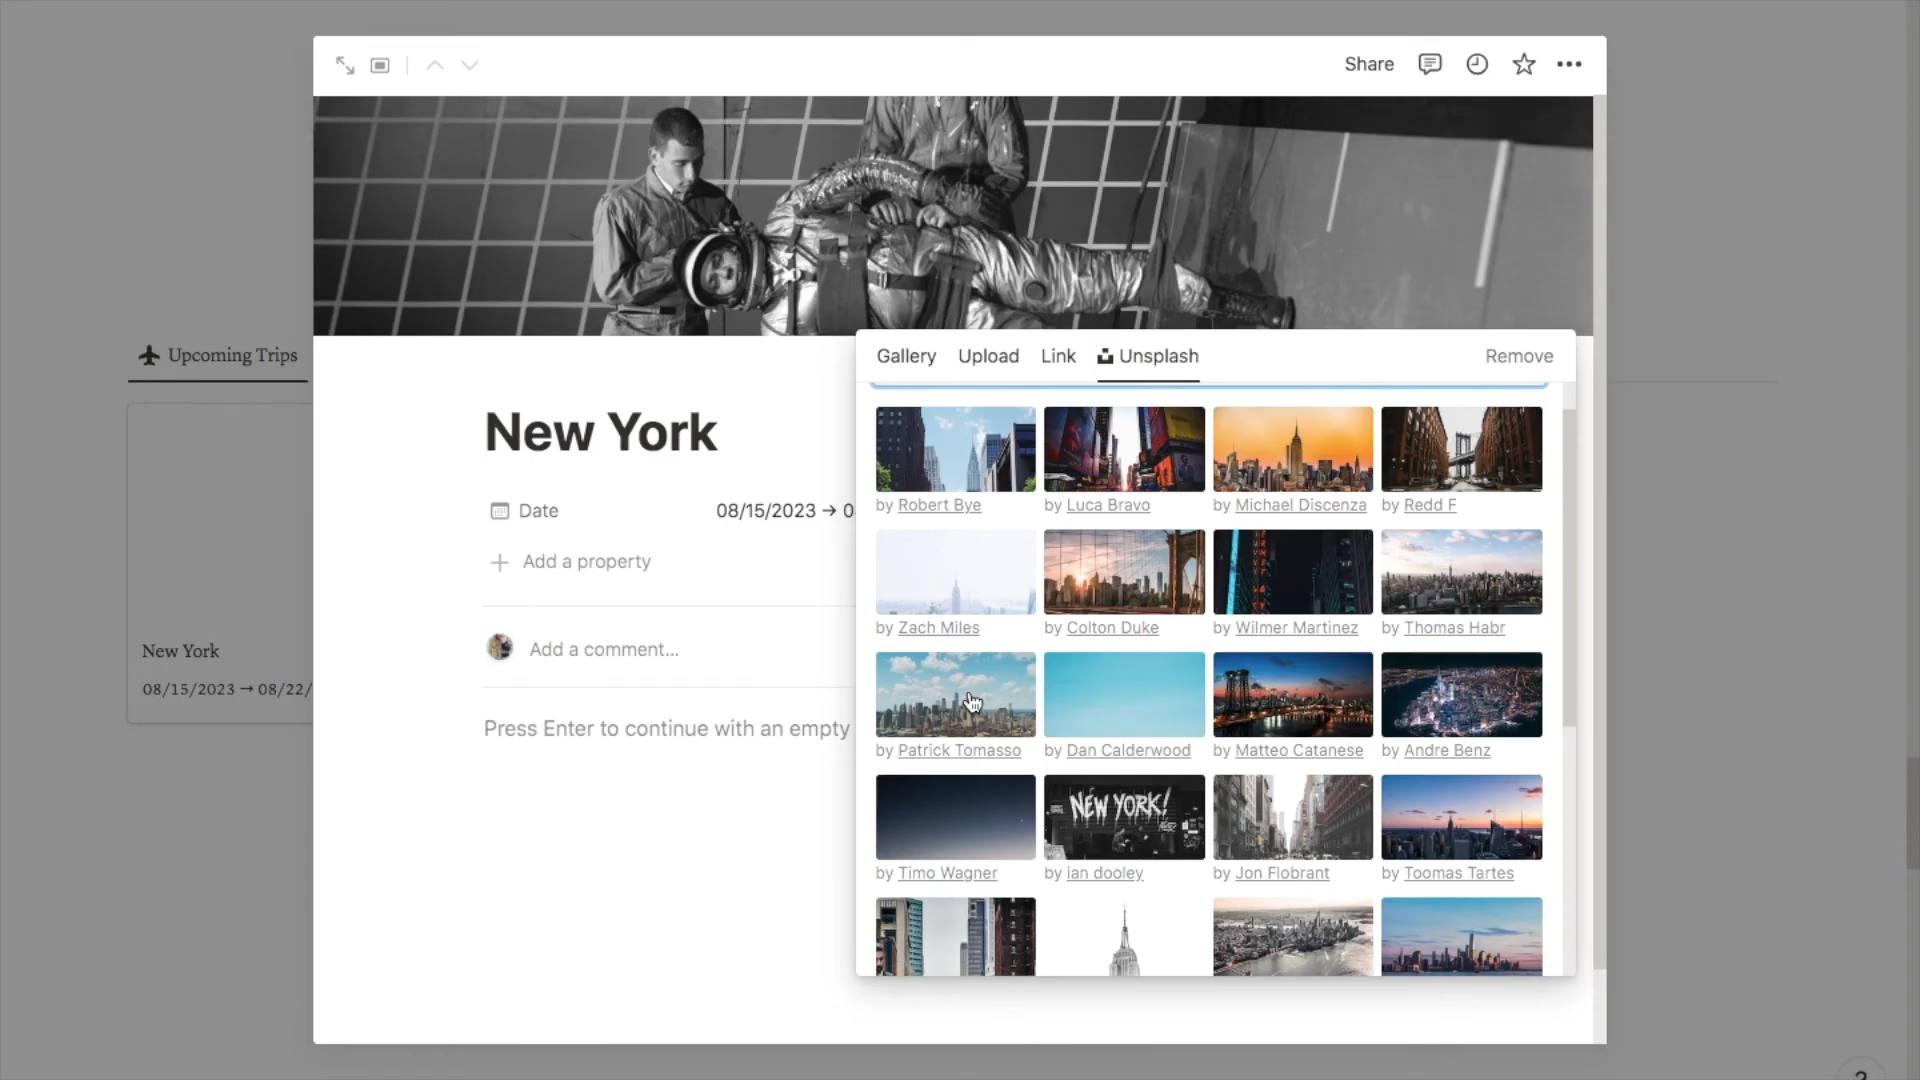 Share
Upcoming Trips
Gallery Upload Link Unsplash Remove
New York
Date 08/15/2023 → 0
Add a property
Add a comment...
Press Enter to continue with an empty
New York
08/15/2023 → 08/22/
by Robert Bye by Luca Bravo by Michael Discenza by Redd F
by Zach Miles by Colton Duke by Wilmer Martinez by Thomas Habr
by Patrick Tomasso by Dan Calderwood by Matteo Catanese by Andre Benz
NEW YORK!
by Timo Wagner by ian dooley by Jon Flobrant by Toomas Tartes